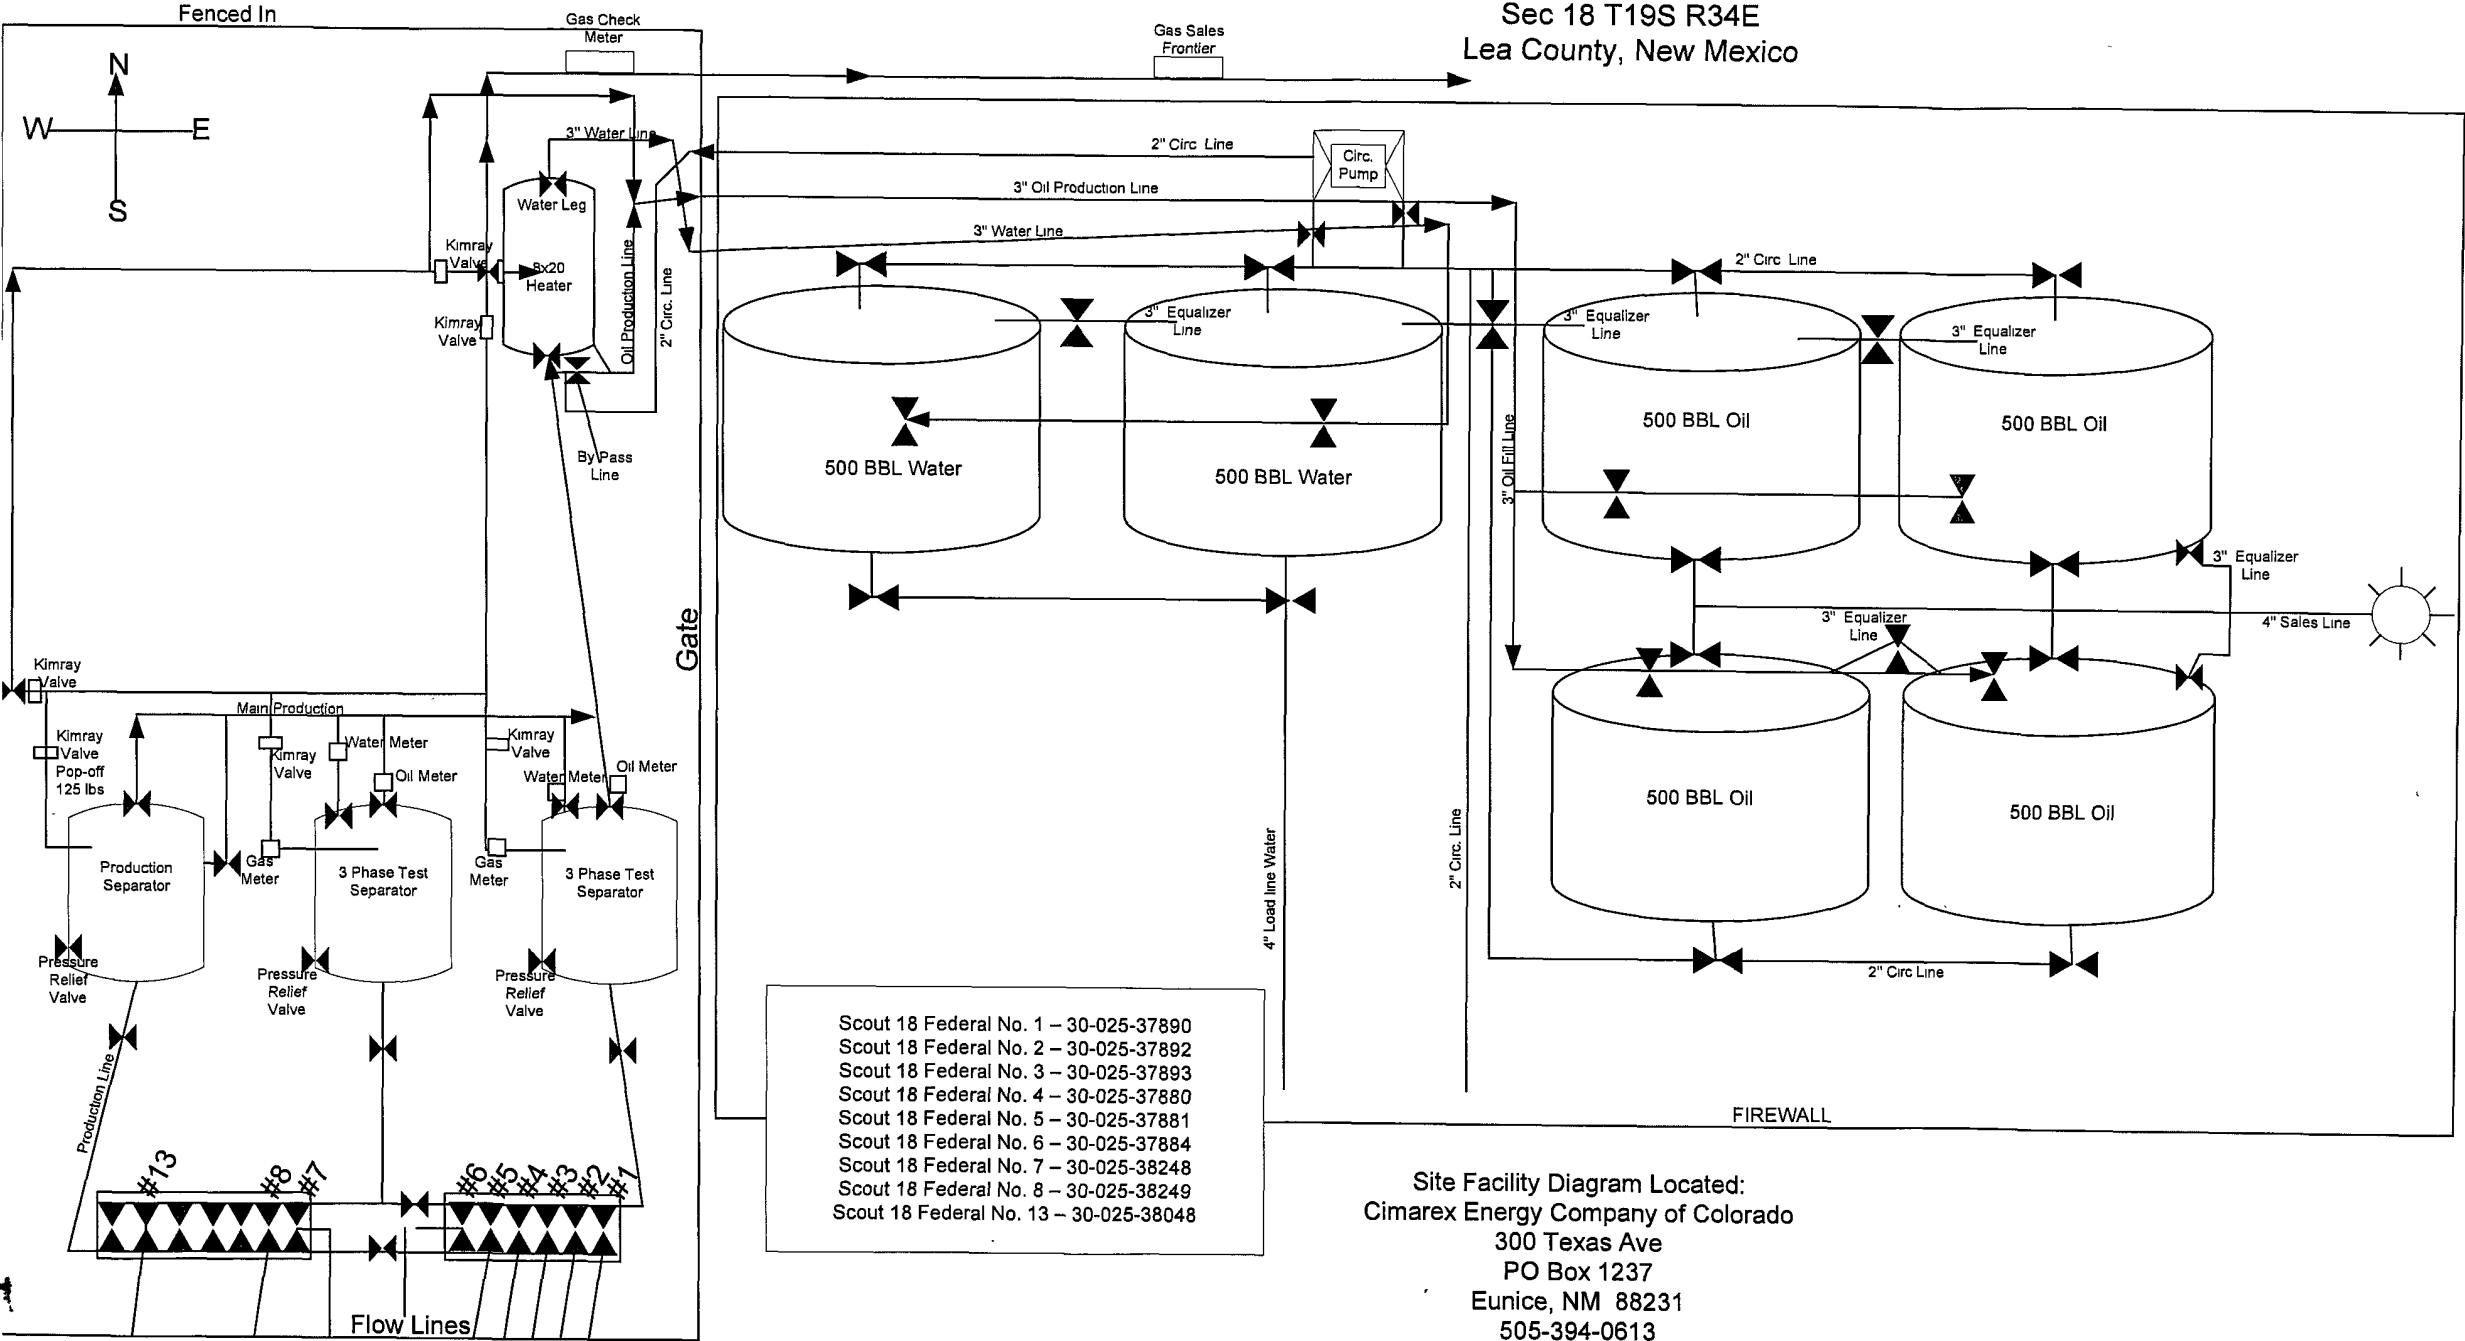 Fenced In
Gas Check
Meter
Gas Sales
Frontier
Sec 18 T19S R34E
Lea County, New Mexico
N
W
E
S
3" Water Line
2" Circ Line
Circ.
Pump
3" Oil Production Line
3" Water Line
Water Leg
Kimray
Valve
8x20
Heater
Kimray
Valve
Oil Production Line
2" Circ. Line
2" Circ Line
3" Equalizer
Line
3" Equalizer
Line
3" Equalizer
Line
By Pass
Line
500 BBL Water
500 BBL Water
3" Oil Fill Line
500 BBL Oil
500 BBL Oil
3" Equalizer
Line
4" Sales Line
3" Equalizer
Line
Gate
Kimray
Valve
Main Production
Kimray
Valve
Pop-off
125 lbs
Kimray
Valve
Water Meter
Oil Meter
Kimray
Valve
Water Meter
Oil Meter
Production
Separator
Gas
Meter
3 Phase Test
Separator
Gas
Meter
3 Phase Test
Separator
4" Load line Water
2" Circ. Line
500 BBL Oil
500 BBL Oil
2" Circ Line
Pressure
Relief
Valve
Pressure
Relief
Valve
Pressure
Relief
Valve
Production Line
Scout 18 Federal No. 1 – 30-025-37890
Scout 18 Federal No. 2 – 30-025-37892
Scout 18 Federal No. 3 – 30-025-37893
Scout 18 Federal No. 4 – 30-025-37880
Scout 18 Federal No. 5 – 30-025-37881
Scout 18 Federal No. 6 – 30-025-37884
Scout 18 Federal No. 7 – 30-025-38248
Scout 18 Federal No. 8 – 30-025-38249
Scout 18 Federal No. 13 – 30-025-38048
FIREWALL
#13
#8
#7
#6
#5
#4
#3
#2
#1
Flow Lines
Site Facility Diagram Located:
Cimarex Energy Company of Colorado
300 Texas Ave
PO Box 1237
Eunice, NM 88231
505-394-0613